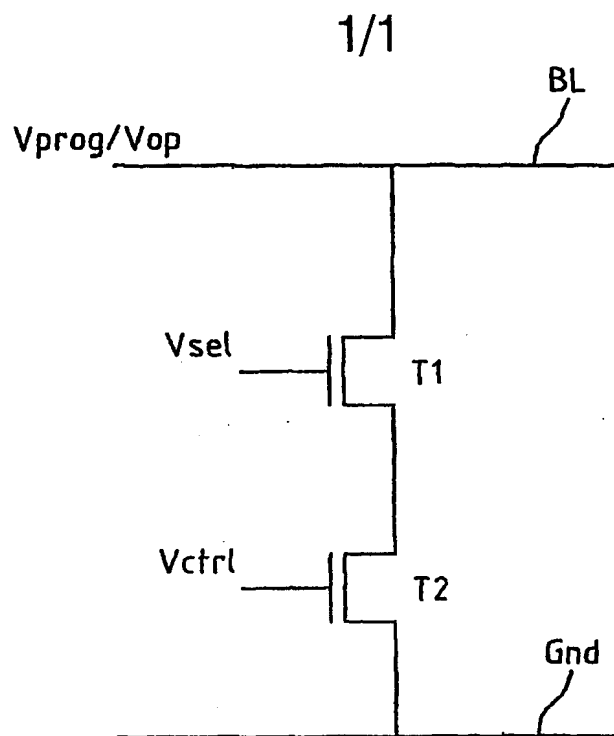 1/1
BL
Vprog/Vop
Vsel
T1
Vctrl
T2
Gnd